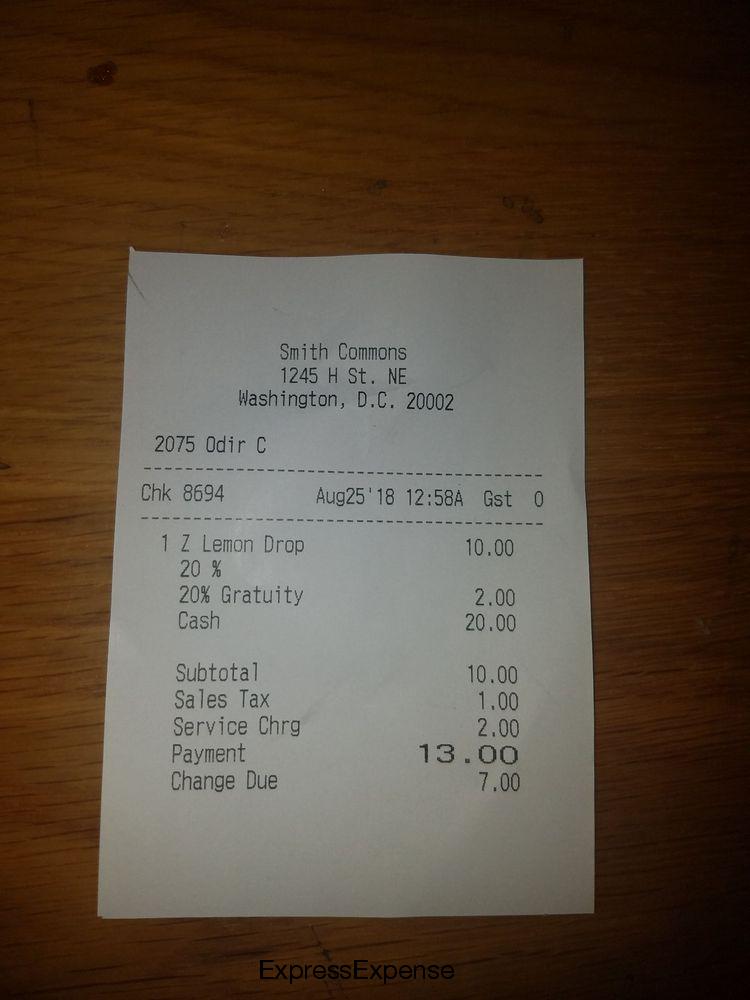 Smith Commons
1245 H St. NE
Washington, D.C. 20002
2075 Odir C
Chk 8694 Aug25'18 12:58A Gst 0
1 Z Lemon Drop 10.00
20 %
20% Gratuity 2.00
Cash 20.00
Subtotal 10.00
Sales Tax 1.00
Service Chrg 2.00
Payment 13.00
Change Due 7.00
ExpressExpense